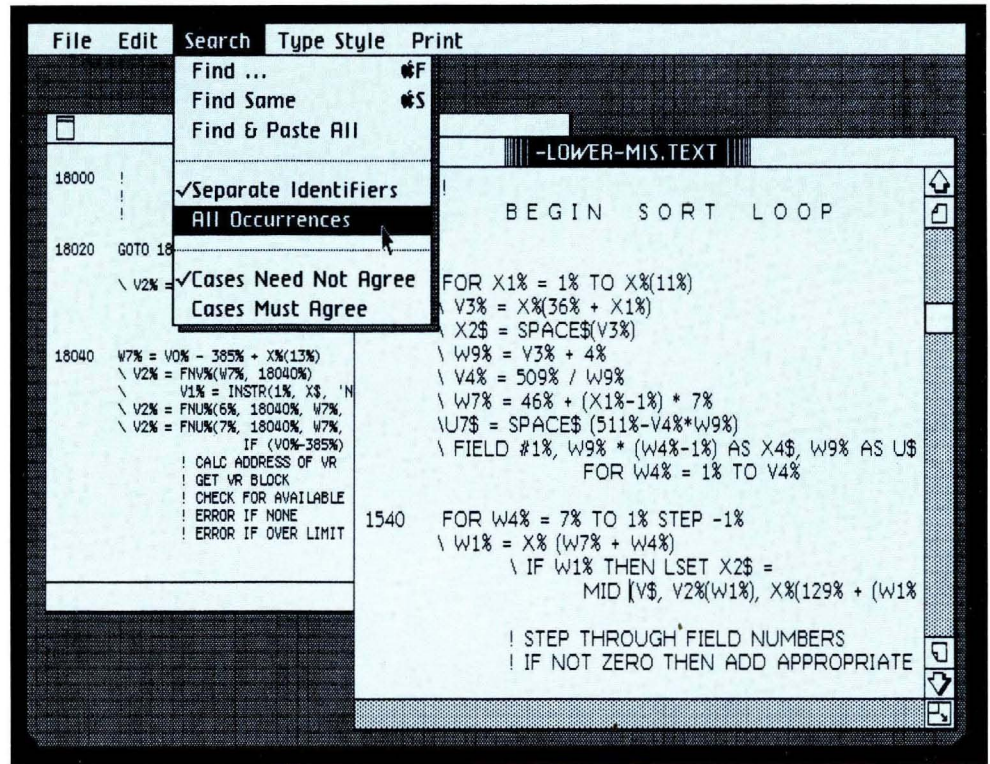 File Edit Search Type Style Print
Find ... F
Find Same S
Find & Paste All
✓Separate Identifiers
All Occurrences
✓Cases Need Not Agree
Cases Must Agree
18000 !
!
!
18020 GOTO 18
\ V2% =
18040 W7% = V0% - 385% + X%(13%)
\ V2% = FNV%(W7%, 18040%)
\ V1% = INSTR(1%, X$, 'N
\ V2% = FNU%(6%, 18040%, W7%,
\ V2% = FNU%(7%, 18040%, W7%,
IF (V0%-385%)
! CALC ADDRESS OF VR
! GET VR BLOCK
! CHECK FOR AVAILABLE
! ERROR IF NONE
! ERROR IF OVER LIMIT
-LOWER-MIS.TEXT
!
BEGIN SORT LOOP
FOR X1% = 1% TO X%(11%)
\ V3% = X%(36% + X1%)
\ X2$ = SPACE$(V3%)
\ W9% = V3% + 4%
\ V4% = 509% / W9%
\ W7% = 46% + (X1%-1%) * 7%
\U7$ = SPACE$ (511%-V4%*W9%)
\ FIELD #1%, W9% * (W4%-1%) AS X4$, W9% AS U$
FOR W4% = 1% TO V4%
1540 FOR W4% = 7% TO 1% STEP -1%
\ W1% = X% (W7% + W4%)
\ IF W1% THEN LSET X2$ =
MID (V$, V2%(W1%), X%(129% + (W1%
! STEP THROUGH FIELD NUMBERS
! IF NOT ZERO THEN ADD APPROPRIATE